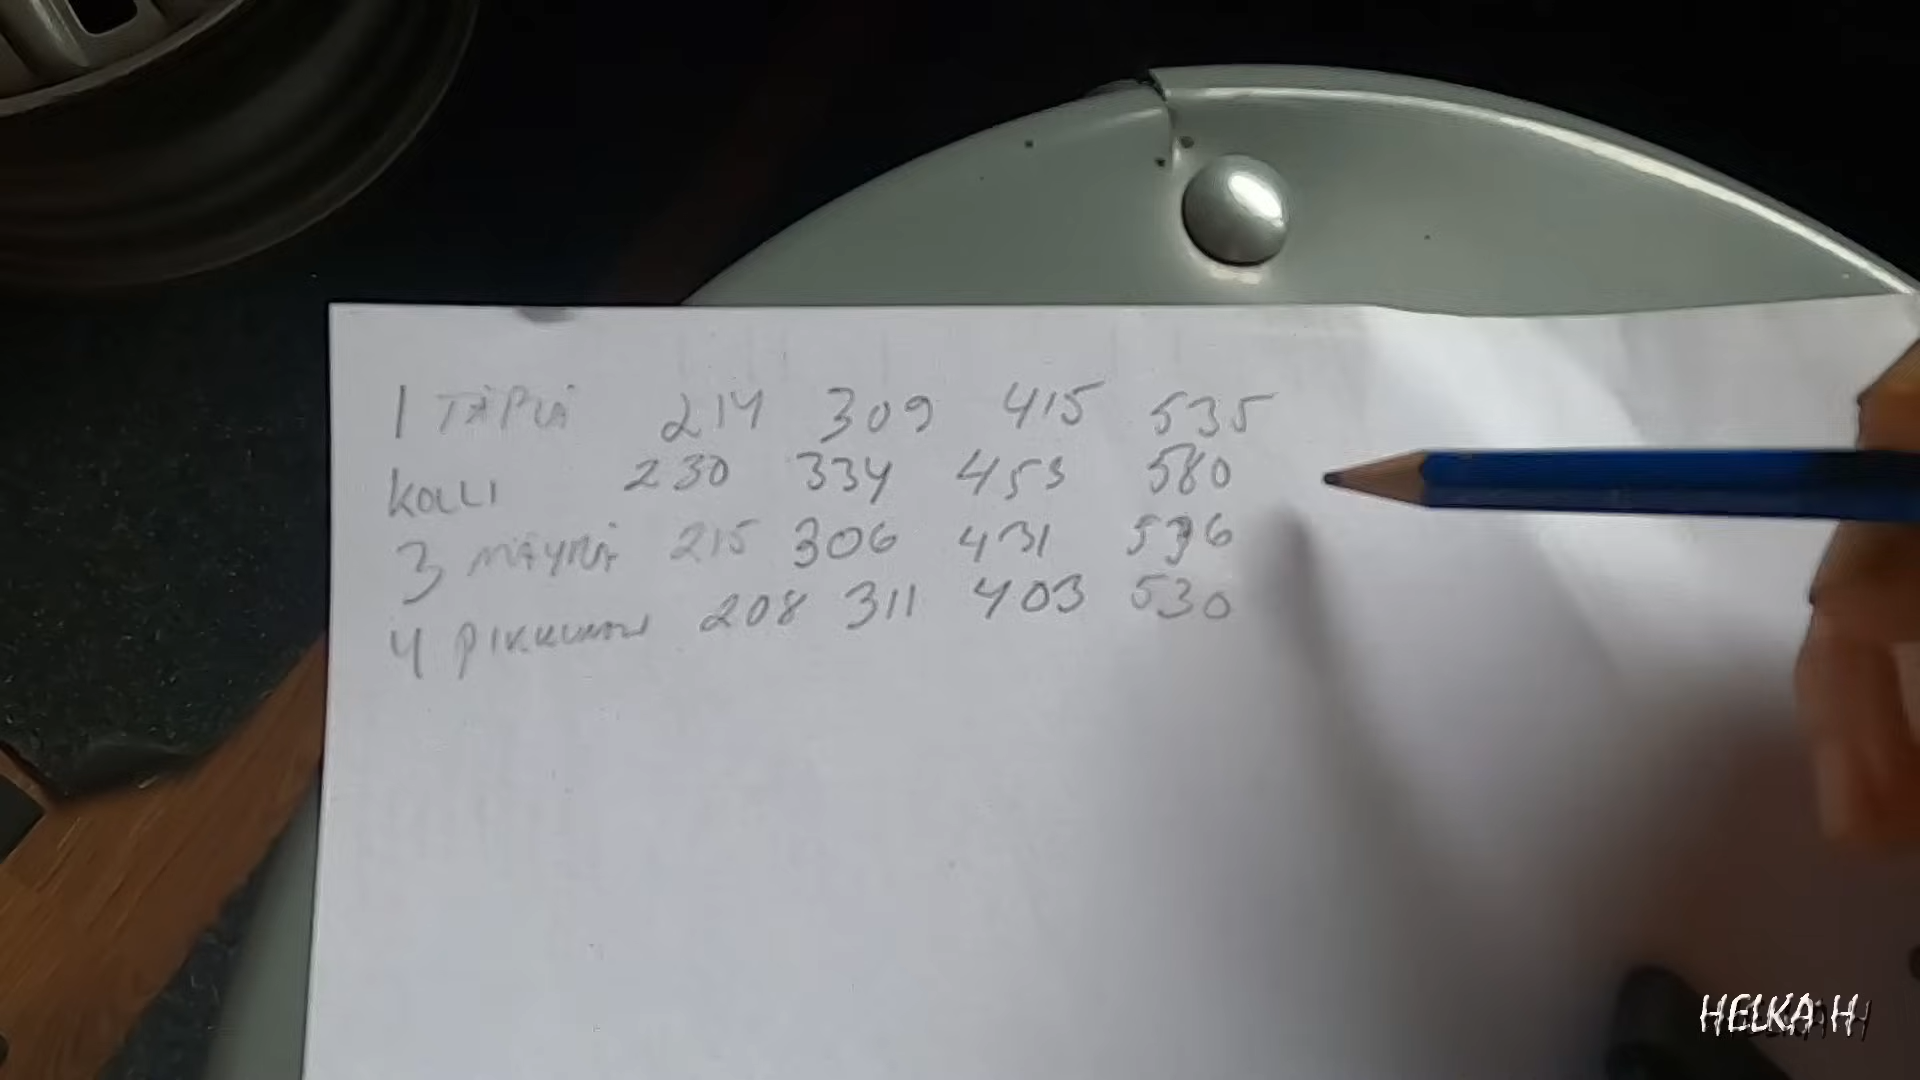 1 TÄPLÄ 214 309 415 535
KOLLI 230 334 453 580
3 MÄYRÄ 215 306 431 536
4 208 311 403 530
HELKA H